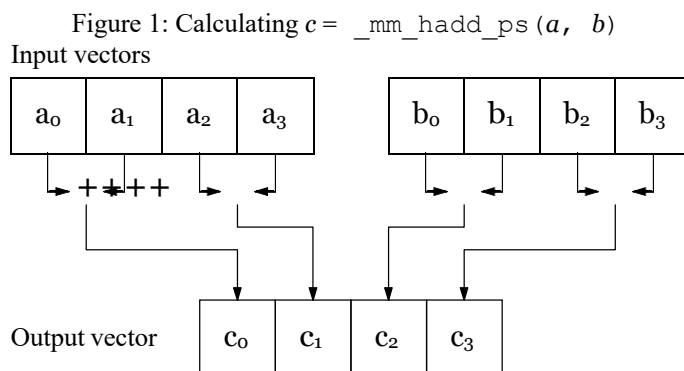 Figure 1: Calculating c = _mm_hadd_ps(a, b)
Input vectors
a₀ a₁ a₂ a₃ b₀ b₁ b₂ b₃
++++
Output vector c₀ c₁ c₂ c₃